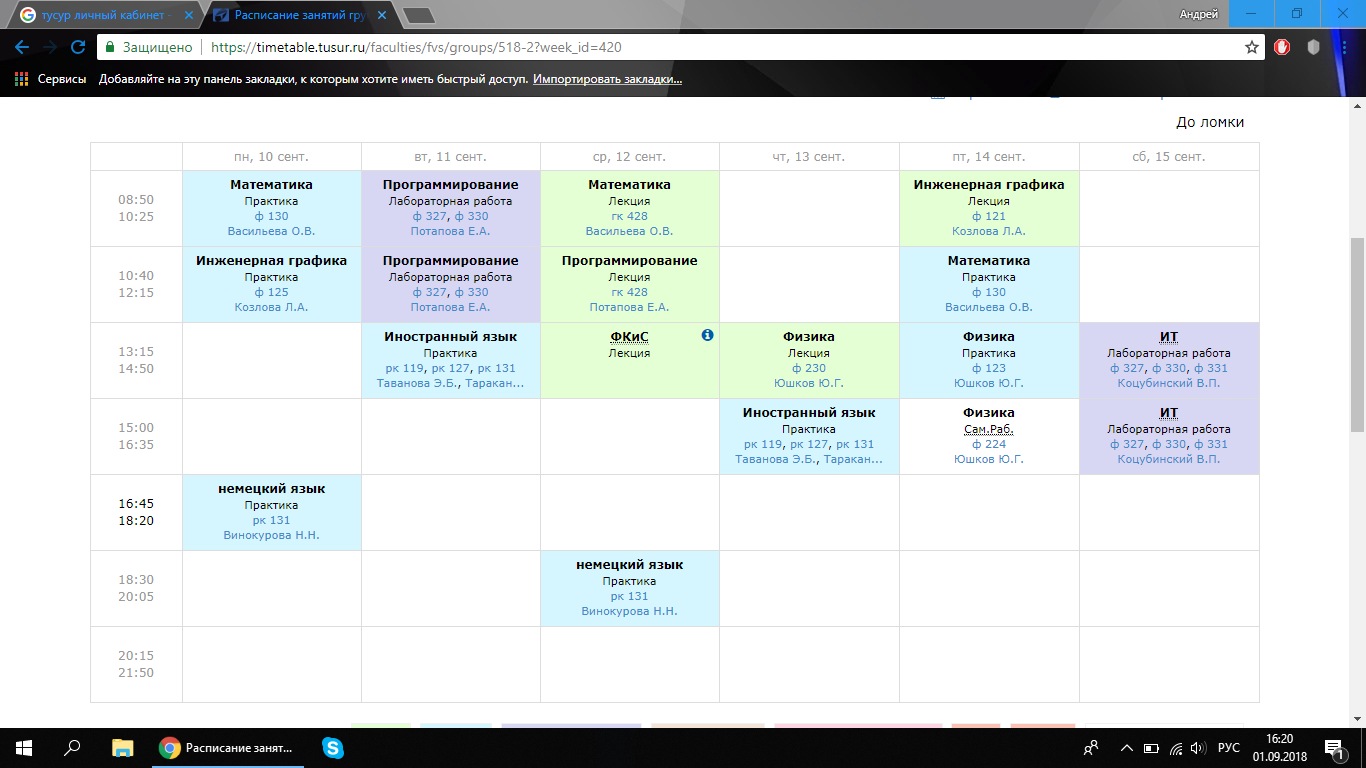 тусур личный кабинет -
Расписание занятий гру
Андрей
Защищено
https://timetable.tusur.ru/faculties/fvs/groups/518-2?week_id=420
Сервисы
Добавляйте на эту панель закладки, к которым хотите иметь быстрый доступ. Импортировать закладки...
До ломки
пн, 10 сент.
вт, 11 сент.
ср, 12 сент.
чт, 13 сент.
пт, 14 сент.
сб, 15 сент.
08:50
10:25
Математика
Практика
ф 130
Васильева О.В.
Программирование
Лабораторная работа
ф 327, ф 330
Потапова Е.А.
Математика
Лекция
гк 428
Васильева О.В.
Инженерная графика
Лекция
ф 121
Козлова Л.А.
10:40
12:15
Инженерная графика
Практика
ф 125
Козлова Л.А.
Программирование
Лабораторная работа
ф 327, ф 330
Потапова Е.А.
Программирование
Лекция
гк 428
Потапова Е.А.
Математика
Практика
ф 130
Васильева О.В.
13:15
14:50
Иностранный язык
Практика
рк 119, рк 127, рк 131
Таванова Э.Б., Таракан...
ФКиС
Лекция
Физика
Лекция
ф 230
Юшков Ю.Г.
Физика
Практика
ф 123
Юшков Ю.Г.
ИТ
Лабораторная работа
ф 327, ф 330, ф 331
Коцубинский В.П.
15:00
16:35
Иностранный язык
Практика
рк 119, рк 127, рк 131
Таванова Э.Б., Таракан...
Физика
Сам.Раб.
ф 224
Юшков Ю.Г.
ИТ
Лабораторная работа
ф 327, ф 330, ф 331
Коцубинский В.П.
16:45
18:20
немецкий язык
Практика
рк 131
Винокурова Н.Н.
18:30
20:05
немецкий язык
Практика
рк 131
Винокурова Н.Н.
20:15
21:50
Расписание занят...
РУС
16:20
01.09.2018
1